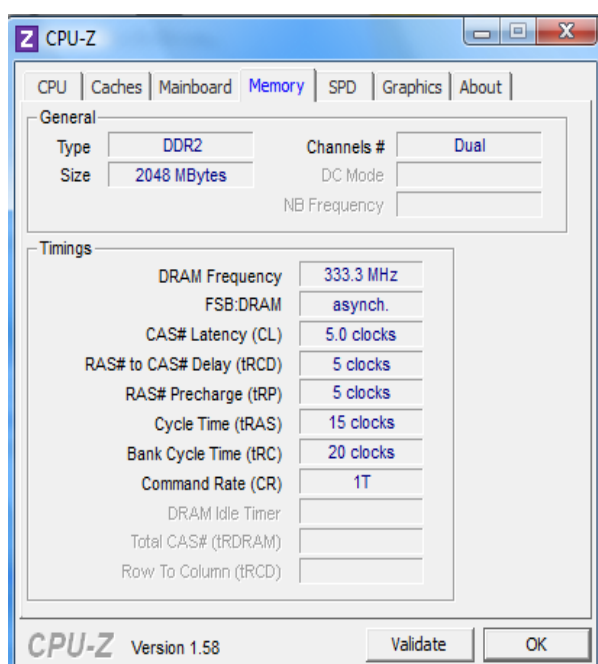 Z CPU-Z
CPU Caches Mainboard Memory SPD Graphics About
General
Type DDR2 Channels # Dual
Size 2048 MBytes DC Mode
NB Frequency
Timings
DRAM Frequency 333.3 MHz
FSB:DRAM asynch.
CAS# Latency (CL) 5.0 clocks
RAS# to CAS# Delay (tRCD) 5 clocks
RAS# Precharge (tRP) 5 clocks
Cycle Time (tRAS) 15 clocks
Bank Cycle Time (tRC) 20 clocks
Command Rate (CR) 1T
DRAM Idle Timer
Total CAS# (tRDRAM)
Row To Column (tRCD)
CPU-Z Version 1.58 Validate OK